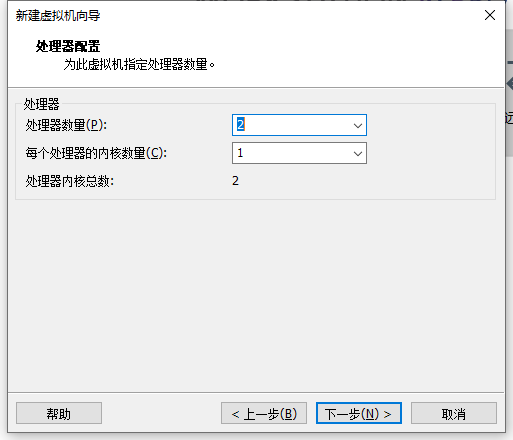 新建虚拟机向导
处理器配置
为此虚拟机指定处理器数量。
处理器
处理器数量(P): 2
每个处理器的内核数量(C): 1
处理器内核总数: 2
远
帮助 < 上一步(B) 下一步(N) > 取消